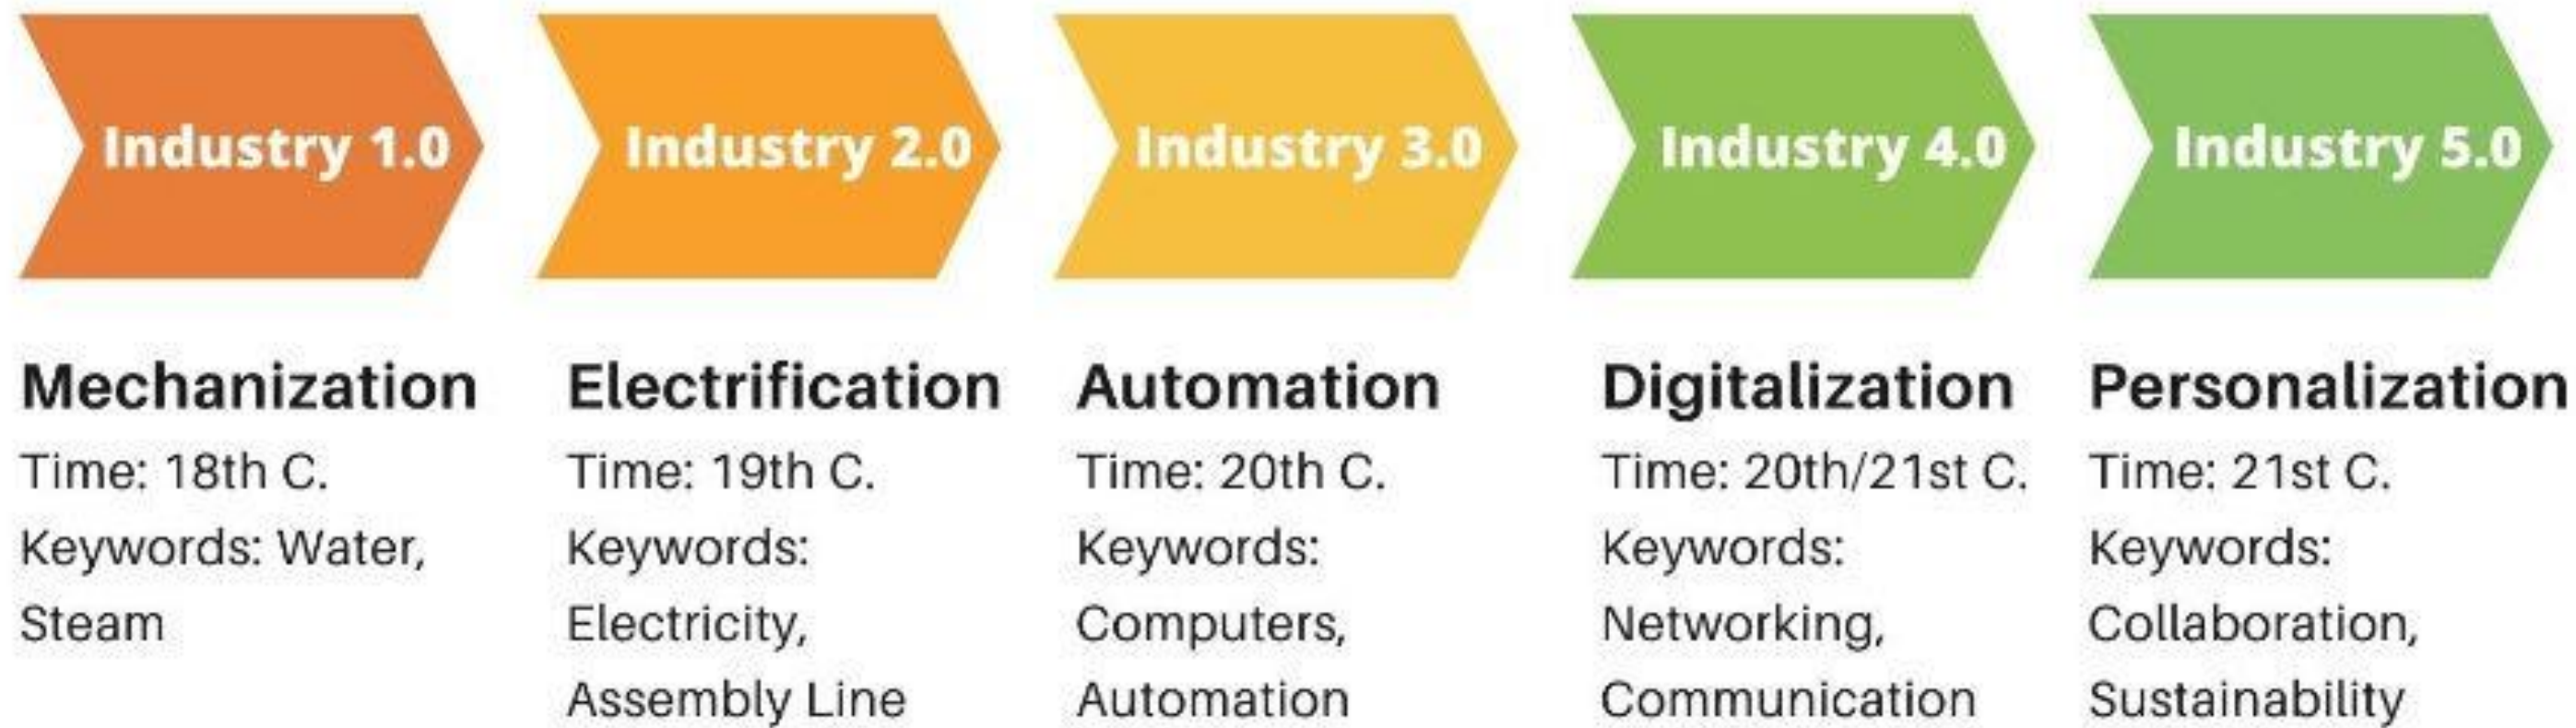 Industry 1.0
Industry 2.0
Industry 3.0
Industry 4.0
Industry 5.0
Mechanization
Time: 18th C.
Keywords: Water,
Steam
Electrification
Time: 19th C.
Keywords:
Electricity,
Assembly Line
Automation
Time: 20th C.
Keywords:
Computers,
Automation
Digitalization
Time: 20th/21st C.
Keywords:
Networking,
Communication
Personalization
Time: 21st C.
Keywords:
Collaboration,
Sustainability